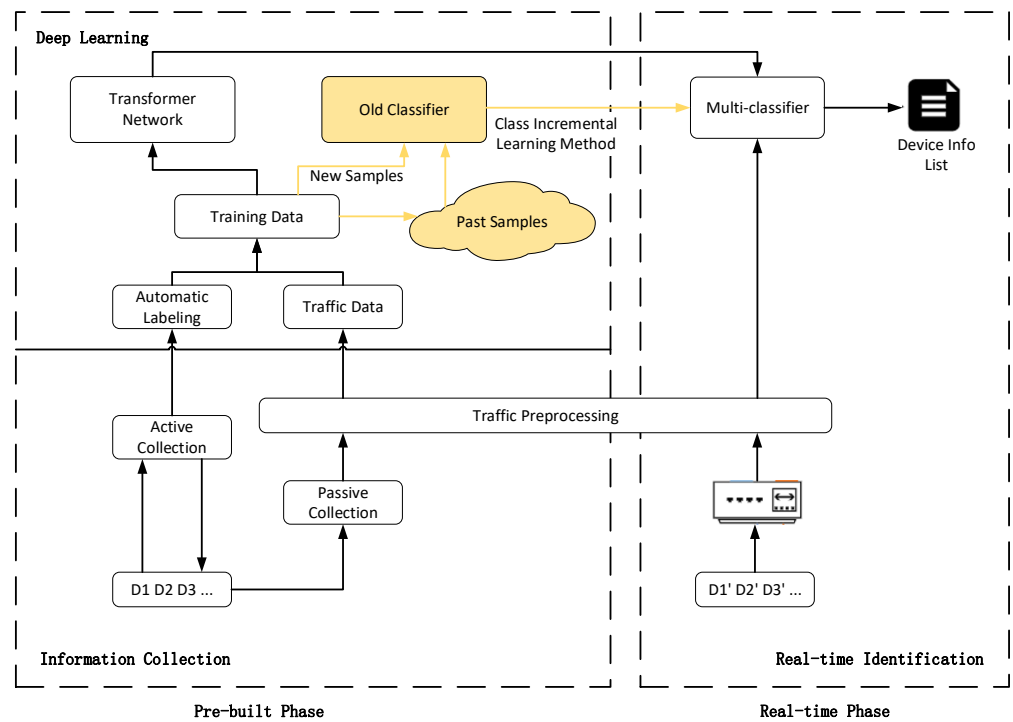 Deep Learning
Transformer
Network
Old Classifier
Class Incremental
Learning Method
Multi-classifier
Device Info
List
New Samples
Training Data
Past Samples
Automatic
Labeling
Traffic Data
Traffic Preprocessing
Active
Collection
Passive
Collection
D1 D2 D3 ...
D1' D2' D3' ...
Information Collection
Real-time Identification
Pre-built Phase
Real-time Phase